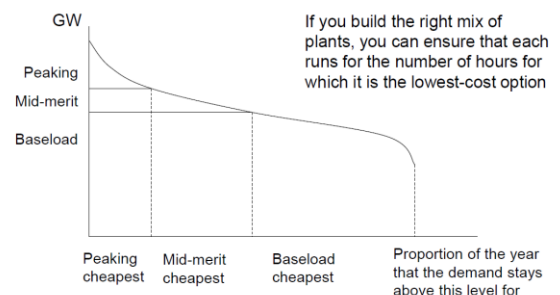 GW
If you build the right mix of
plants, you can ensure that each
runs for the number of hours for
which it is the lowest-cost option
Peaking
Mid-merit
Baseload
Peaking
cheapest
Mid-merit
cheapest
Baseload
cheapest
Proportion of the year
that the demand stays
above this level for